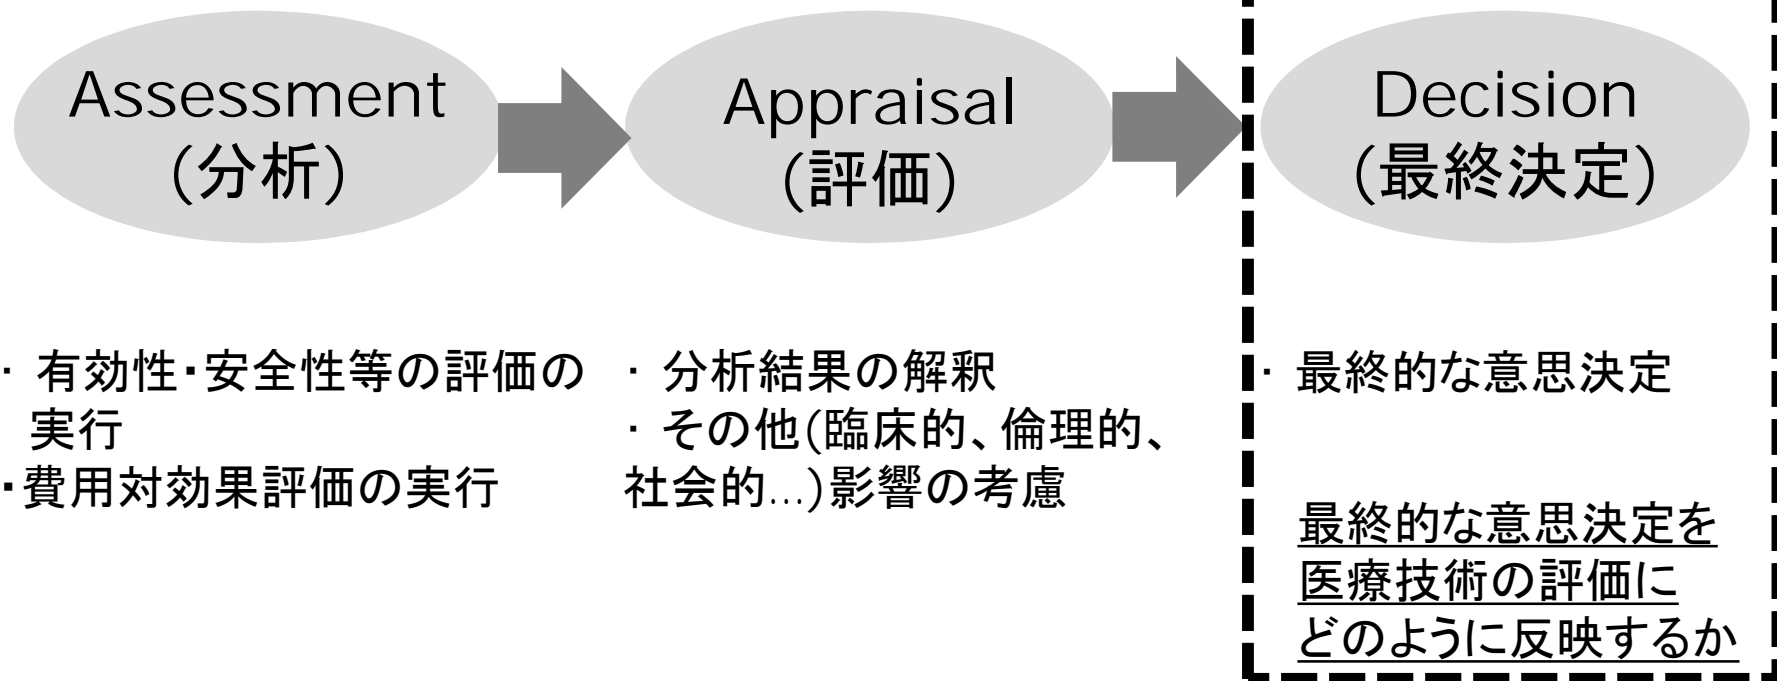 Assessment
(分析)
Appraisal
(評価)
Decision
(最終決定)
・ 有効性・安全性等の評価の
実行
・費用対効果評価の実行
・ 分析結果の解釈
・ その他(臨床的、倫理的、
社会的…)影響の考慮
・ 最終的な意思決定
最終的な意思決定を
医療技術の評価に
どのように反映するか